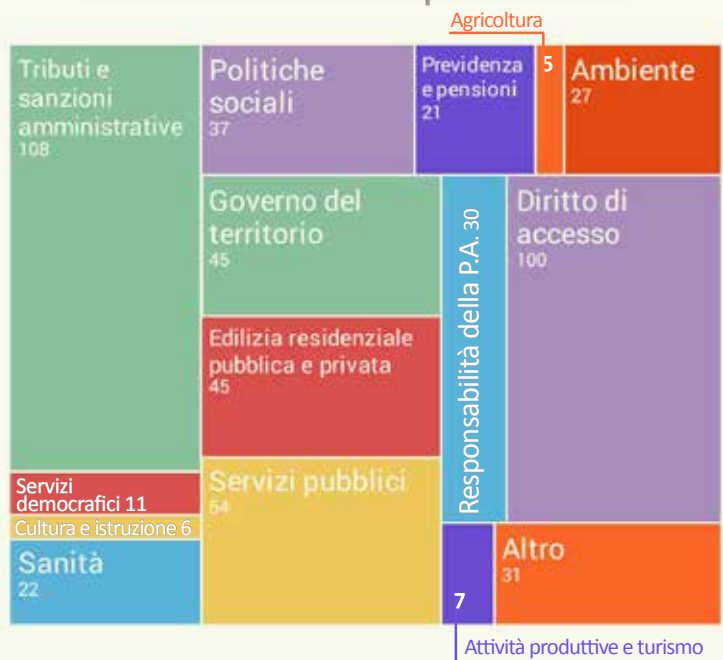 Agricoltura
Tributi e
sanzioni
amministrative
108
Politiche
sociali
37
Previdenza
e pensioni
21
5
Ambiente
27
Governo del
territorio
45
Responsabilità della P.A. 30
Diritto di
accesso
100
Edilizia residenziale
pubblica e privata
45
Servizi
demografici 11
Cultura e istruzione 6
Sanità
22
Servizi pubblici
54
7
Altro
31
Attività produttive e turismo